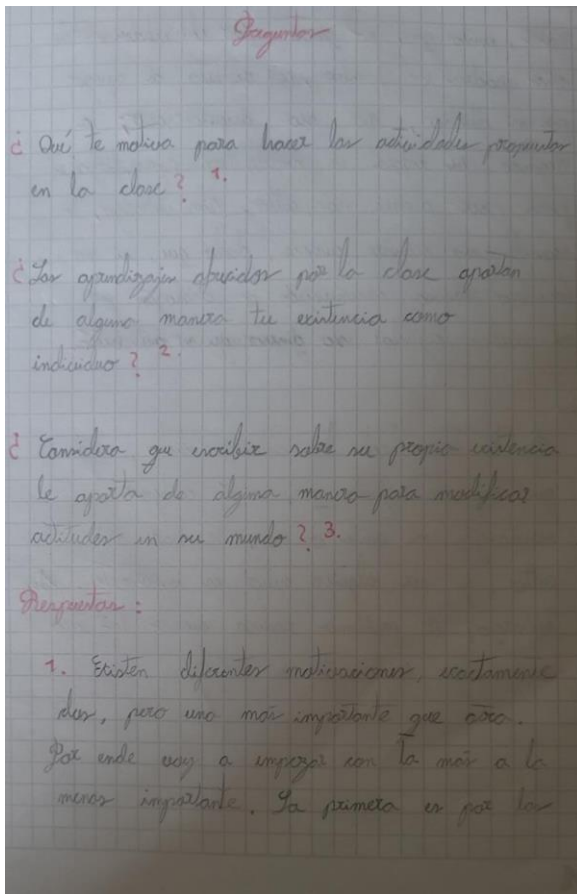 Preguntas
¿Qué te motiva para hacer las actividades propuestas
en la clase? 1.
¿Los aprendizajes ofrecidos por la clase aportan
de alguna manera tu existencia como
individuo? 2.
¿Considera que escribir sobre su propia existencia
le aporta de alguna manera para modificar
actitudes en su mundo? 3.
Respuestas:
1. Existen diferentes motivaciones, exactamente
dos, pero una más importante que otra.
Por ende voy a empezar con la más a la
menos importante. La primera es por los